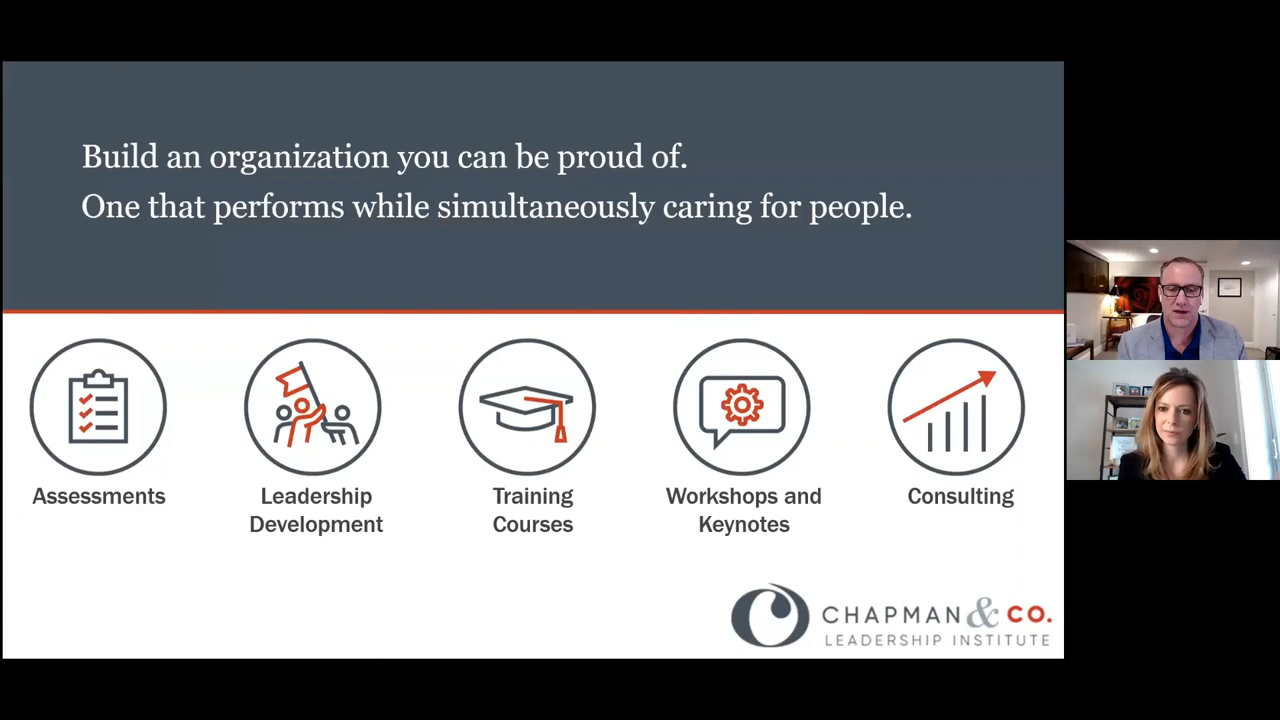 Build an organization you can be proud of.
One that performs while simultaneously caring for people.
Assessments
Leadership
Development
Training
Courses
Workshops and
Keynotes
Consulting
CHAPMAN & CO.
LEADERSHIP INSTITUTE